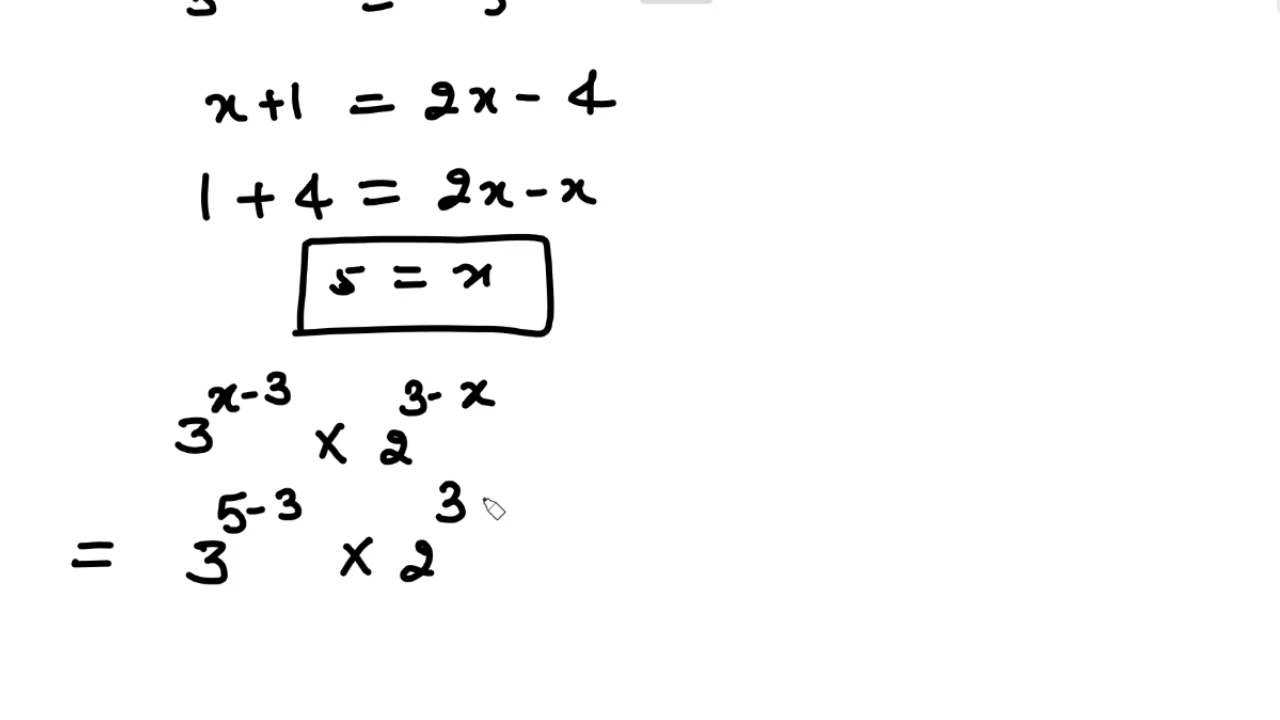 x+1 = 2x - 4
1 + 4 = 2x - x
5 = x
3^{x-3} × 2^{3-x}
= 3^{5-3} × 2^{3}